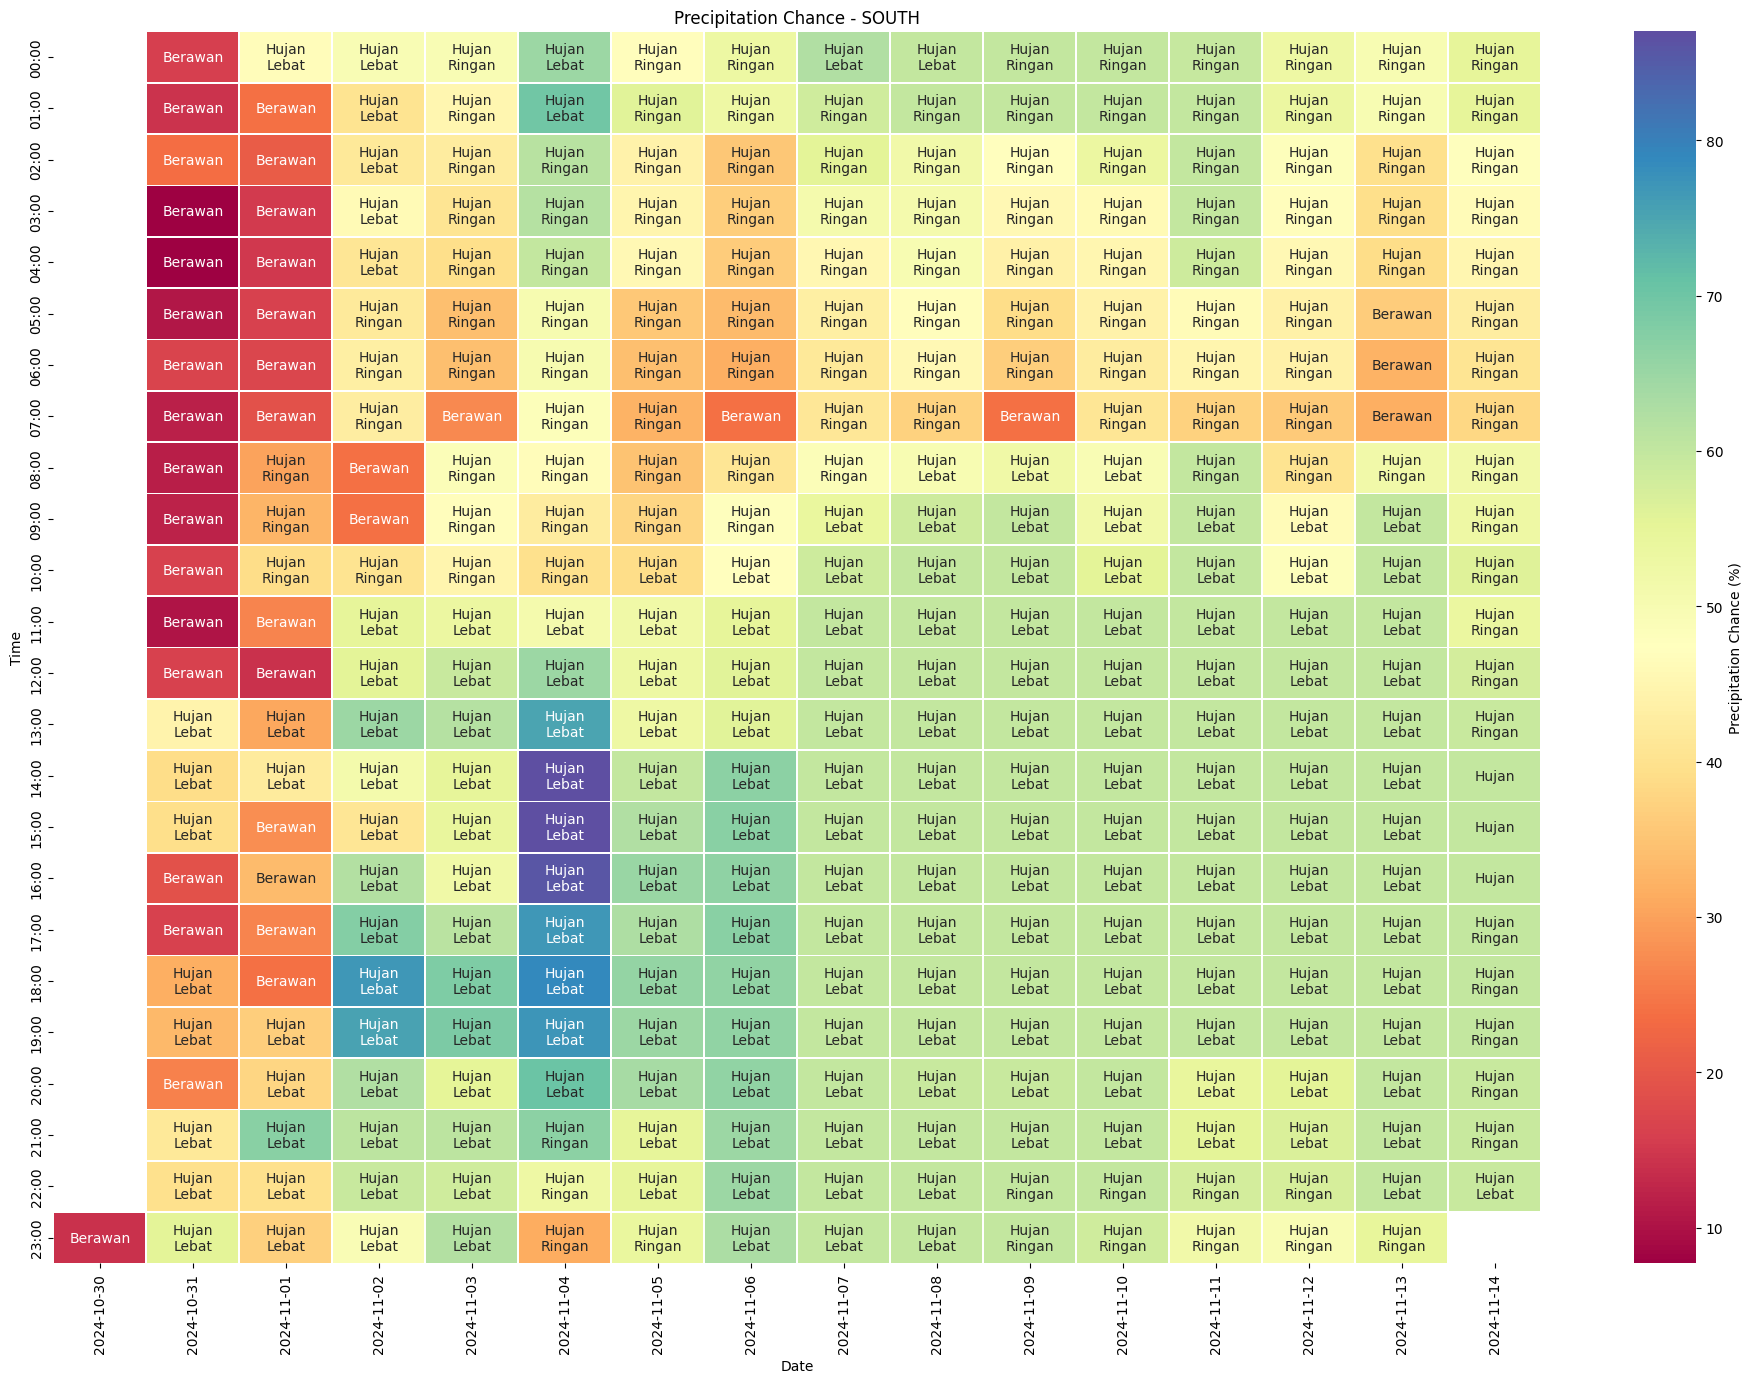 Precipitation Chance - SOUTH
Hujan Hujan Hujan Hujan Hujan Hujan Hujan Hujan Hujan Hujan Hujan Hujan Hujan Hujan
00:00 Berawan
Lebat Lebat Ringan Lebat Ringan Ringan Lebat Lebat Ringan Ringan Ringan Ringan Ringan Ringan
Hujan Hujan Hujan Hujan Hujan Hujan Hujan Hujan Hujan Hujan Hujan Hujan Hujan
01:00 Berawan Berawan
Lebat Ringan Lebat Ringan Ringan Ringan Ringan Ringan Ringan Ringan Ringan Ringan Ringan
Hujan Hujan Hujan Hujan Hujan Hujan Hujan Hujan Hujan Hujan Hujan Hujan Hujan
02:00 Berawan Berawan
Lebat Ringan Ringan Ringan Ringan Ringan Ringan Ringan Ringan Ringan Ringan Ringan Ringan
Hujan Hujan Hujan Hujan Hujan Hujan Hujan Hujan Hujan Hujan Hujan Hujan Hujan
03:00 Berawan Berawan
Lebat Ringan Ringan Ringan Ringan Ringan Ringan Ringan Ringan Ringan Ringan Ringan Ringan
Hujan Hujan Hujan Hujan Hujan Hujan Hujan Hujan Hujan Hujan Hujan Hujan Hujan
04:00 Berawan Berawan
Lebat Ringan Ringan Ringan Ringan Ringan Ringan Ringan Ringan Ringan Ringan Ringan Ringan
Hujan Hujan Hujan Hujan Hujan Hujan Hujan Hujan Hujan Hujan Hujan Hujan
05:00 Berawan Berawan Berawan
Ringan Ringan Ringan Ringan Ringan Ringan Ringan Ringan Ringan Ringan Ringan Ringan
Hujan Hujan Hujan Hujan Hujan Hujan Hujan Hujan Hujan Hujan Hujan Hujan
06:00 Berawan Berawan Berawan
Ringan Ringan Ringan Ringan Ringan Ringan Ringan Ringan Ringan Ringan Ringan Ringan
Hujan Hujan Hujan Hujan Hujan Hujan Hujan Hujan Hujan
07:00 Berawan Berawan Berawan Berawan Berawan Berawan
Ringan Ringan Ringan Ringan Ringan Ringan Ringan Ringan Ringan
Hujan Hujan Hujan Hujan Hujan Hujan Hujan Hujan Hujan Hujan Hujan Hujan Hujan
08:00 Berawan Berawan
Ringan Ringan Ringan Ringan Ringan Ringan Lebat Lebat Lebat Ringan Ringan Ringan Ringan
Hujan Hujan Hujan Hujan Hujan Hujan Hujan Hujan Hujan Hujan Hujan Hujan Hujan
09:00 Berawan Berawan
Ringan Ringan Ringan Ringan Ringan Lebat Lebat Lebat Lebat Lebat Lebat Lebat Ringan
Hujan Hujan Hujan Hujan Hujan Hujan Hujan Hujan Hujan Hujan Hujan Hujan Hujan Hujan
10:00 Berawan
Ringan Ringan Ringan Ringan Lebat Lebat Lebat Lebat Lebat Lebat Lebat Lebat Lebat Ringan
Hujan Hujan Hujan Hujan Hujan Hujan Hujan Hujan Hujan Hujan Hujan Hujan Hujan
11:00 Berawan Berawan
Lebat Lebat Lebat Lebat Lebat Lebat Lebat Lebat Lebat Lebat Lebat Lebat Ringan
Hujan Hujan Hujan Hujan Hujan Hujan Hujan Hujan Hujan Hujan Hujan Hujan Hujan
12:00 Berawan Berawan
Lebat Lebat Lebat Lebat Lebat Lebat Lebat Lebat Lebat Lebat Lebat Lebat Ringan
Hujan Hujan Hujan Hujan Hujan Hujan Hujan Hujan Hujan Hujan Hujan Hujan Hujan Hujan Hujan
13:00
Lebat Lebat Lebat Lebat Lebat Lebat Lebat Lebat Lebat Lebat Lebat Lebat Lebat Lebat Ringan
Hujan Hujan Hujan Hujan Hujan Hujan Hujan Hujan Hujan Hujan Hujan Hujan Hujan Hujan
14:00 Hujan
Lebat Lebat Lebat Lebat Lebat Lebat Lebat Lebat Lebat Lebat Lebat Lebat Lebat Lebat
Hujan Hujan Hujan Hujan Hujan Hujan Hujan Hujan Hujan Hujan Hujan Hujan Hujan
15:00 Berawan Hujan
Lebat Lebat Lebat Lebat Lebat Lebat Lebat Lebat Lebat Lebat Lebat Lebat Lebat
Hujan Hujan Hujan Hujan Hujan Hujan Hujan Hujan Hujan Hujan Hujan Hujan
16:00 Berawan Berawan Hujan
Lebat Lebat Lebat Lebat Lebat Lebat Lebat Lebat Lebat Lebat Lebat Lebat
Hujan Hujan Hujan Hujan Hujan Hujan Hujan Hujan Hujan Hujan Hujan Hujan Hujan
17:00 Berawan Berawan
Lebat Lebat Lebat Lebat Lebat Lebat Lebat Lebat Lebat Lebat Lebat Lebat Ringan
Hujan Hujan Hujan Hujan Hujan Hujan Hujan Hujan Hujan Hujan Hujan Hujan Hujan Hujan
18:00 Berawan
Lebat Lebat Lebat Lebat Lebat Lebat Lebat Lebat Lebat Lebat Lebat Lebat Lebat Ringan
Hujan Hujan Hujan Hujan Hujan Hujan Hujan Hujan Hujan Hujan Hujan Hujan Hujan Hujan Hujan
19:00
Lebat Lebat Lebat Lebat Lebat Lebat Lebat Lebat Lebat Lebat Lebat Lebat Lebat Lebat Ringan
Hujan Hujan Hujan Hujan Hujan Hujan Hujan Hujan Hujan Hujan Hujan Hujan Hujan Hujan
20:00 Berawan
Lebat Lebat Lebat Lebat Lebat Lebat Lebat Lebat Lebat Lebat Lebat Lebat Lebat Ringan
Hujan Hujan Hujan Hujan Hujan Hujan Hujan Hujan Hujan Hujan Hujan Hujan Hujan Hujan Hujan
21:00
Lebat Lebat Lebat Lebat Ringan Lebat Lebat Lebat Lebat Lebat Lebat Lebat Lebat Lebat Ringan
Hujan Hujan Hujan Hujan Hujan Hujan Hujan Hujan Hujan Hujan Hujan Hujan Hujan Hujan Hujan
22:00
Lebat Lebat Lebat Lebat Ringan Lebat Lebat Lebat Lebat Ringan Ringan Ringan Ringan Lebat Lebat
Hujan Hujan Hujan Hujan Hujan Hujan Hujan Hujan Hujan Hujan Hujan Hujan Hujan Hujan
23:00 Berawan
Lebat Lebat Lebat Lebat Ringan Ringan Lebat Lebat Lebat Ringan Ringan Ringan Ringan Ringan
Time
2024-10-30 2024-10-31 2024-11-01 2024-11-02 2024-11-03 2024-11-04 2024-11-05 2024-11-06 2024-11-07 2024-11-08 2024-11-09 2024-11-10 2024-11-11 2024-11-12 2024-11-13 2024-11-14
Date
80
70
60
50
40
30
20
10
Precipitation Chance (%)